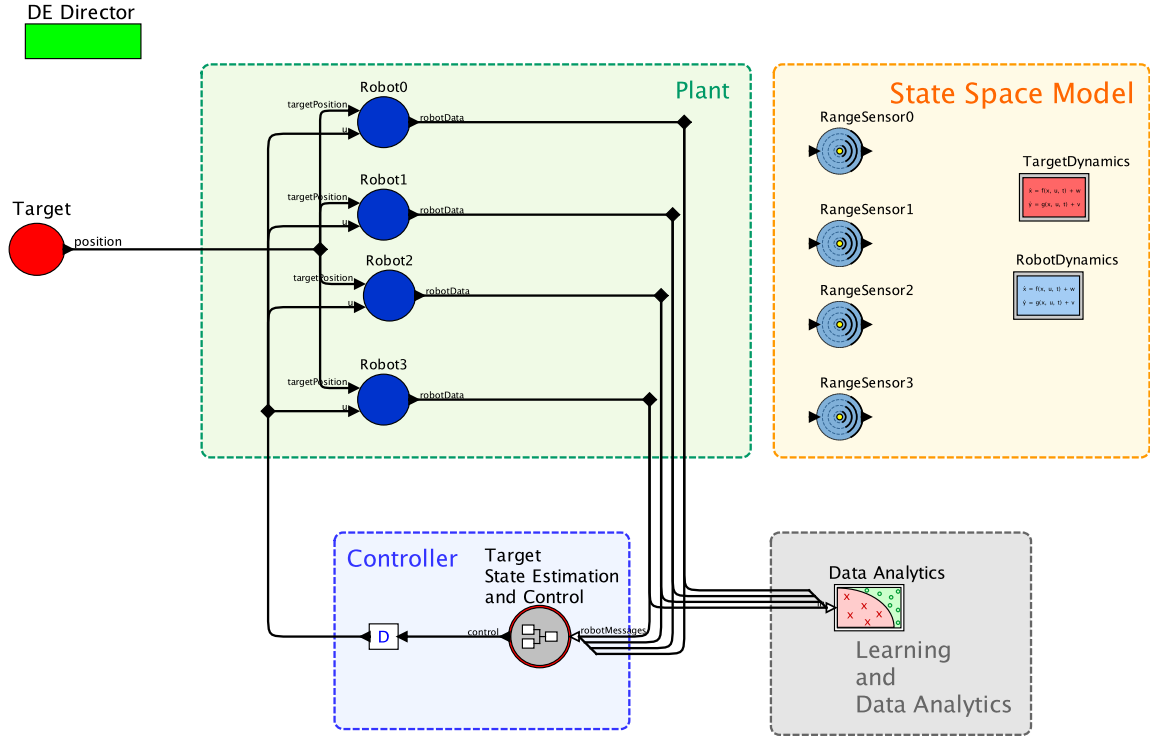 DE Director
Plant
Robot0
targetPosition
u
robotData
Robot1
targetPosition
u
robotData
Target
position
Robot2
targetPosition
u
robotData
Robot3
targetPosition
u
robotData
State Space Model
RangeSensor0
TargetDynamics
ẋ = f(x, u, t) + w
ŷ = g(x, u, t) + v
RangeSensor1
RobotDynamics
ẋ = f(x, u, t) + w
ŷ = g(x, u, t) + v
RangeSensor2
RangeSensor3
Controller
Target
State Estimation
and Control
D
control
robotMessages
Data Analytics
Learning
and
Data Analytics